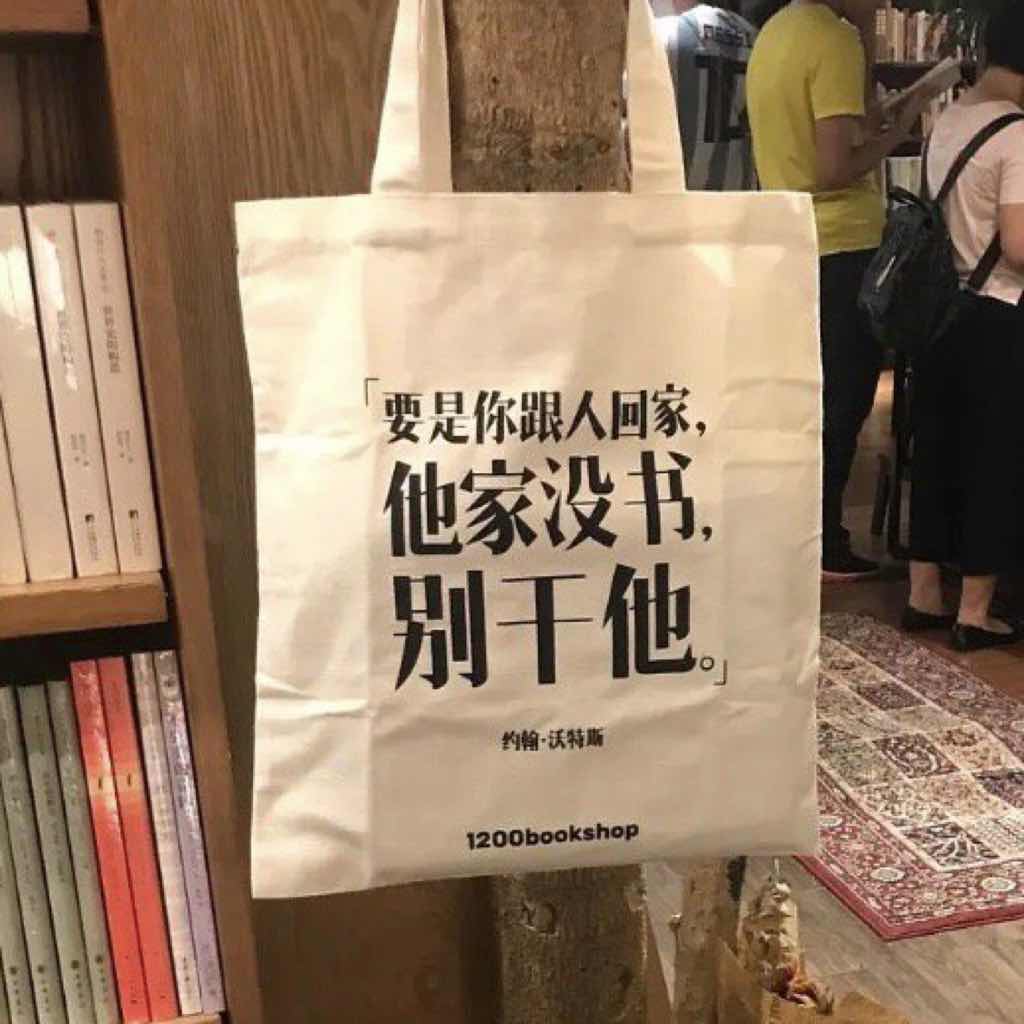 「要是你跟人回家，
他家没书，
别干他。」
约翰·沃特斯
1200bookshop